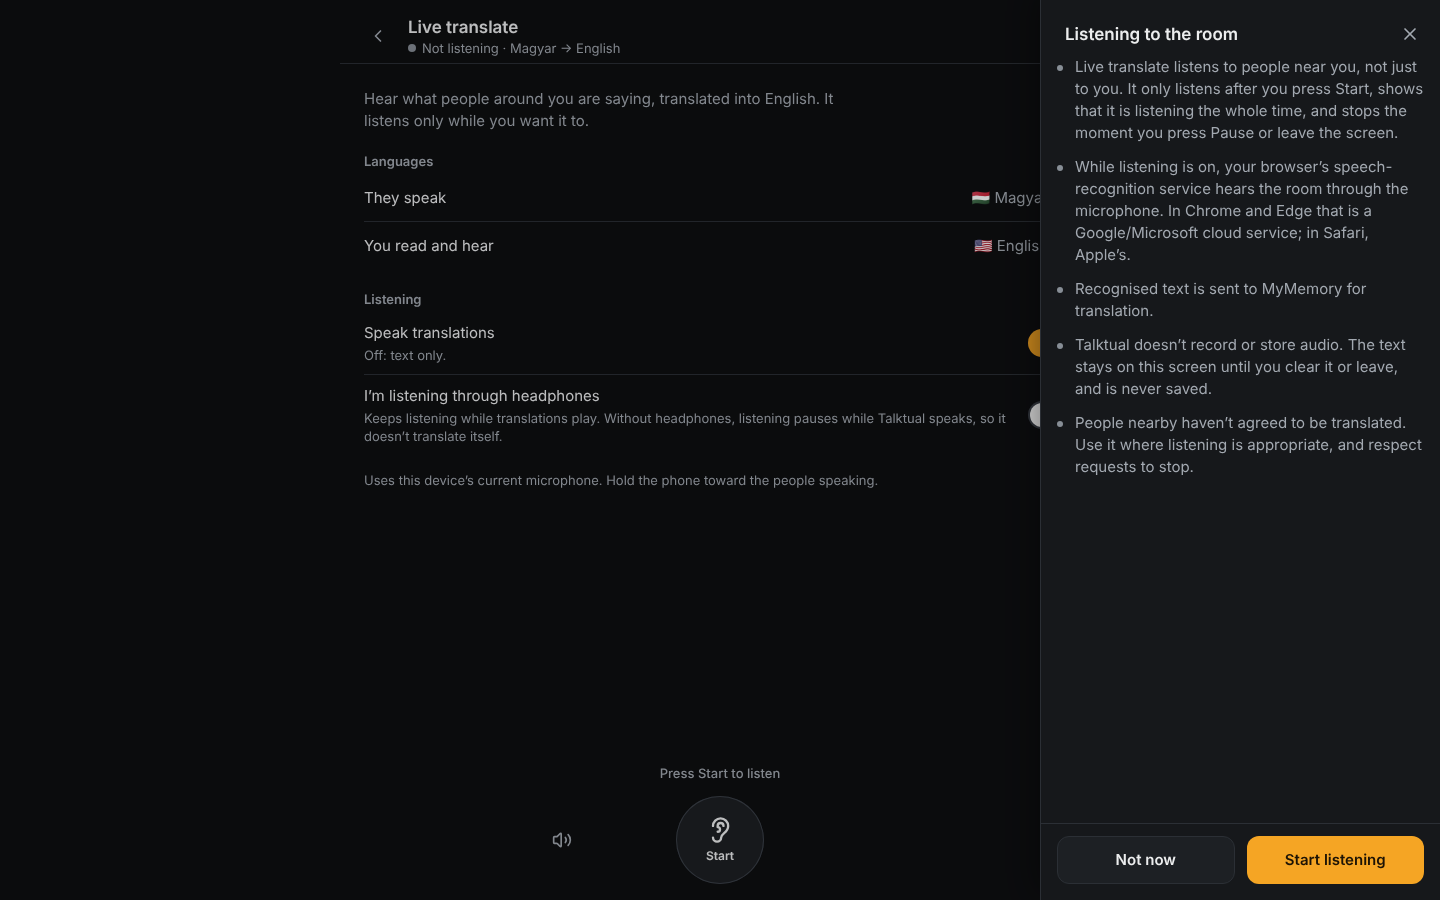 Live translate
Not listening · Magyar → English
Hear what people around you are saying, translated into English. It
listens only while you want it to.
Languages
They speak
🇭🇺 Magya
You read and hear
🇺🇸 Englis
Listening
Speak translations
Off: text only.
I’m listening through headphones
Keeps listening while translations play. Without headphones, listening pauses while Talktual speaks, so it
doesn’t translate itself.
Uses this device’s current microphone. Hold the phone toward the people speaking.
Press Start to listen
Start
Listening to the room
Live translate listens to people near you, not just
to you. It only listens after you press Start, shows
that it is listening the whole time, and stops the
moment you press Pause or leave the screen.
While listening is on, your browser’s speech-
recognition service hears the room through the
microphone. In Chrome and Edge that is a
Google/Microsoft cloud service; in Safari,
Apple’s.
Recognised text is sent to MyMemory for
translation.
Talktual doesn’t record or store audio. The text
stays on this screen until you clear it or leave,
and is never saved.
People nearby haven’t agreed to be translated.
Use it where listening is appropriate, and respect
requests to stop.
Not now
Start listening